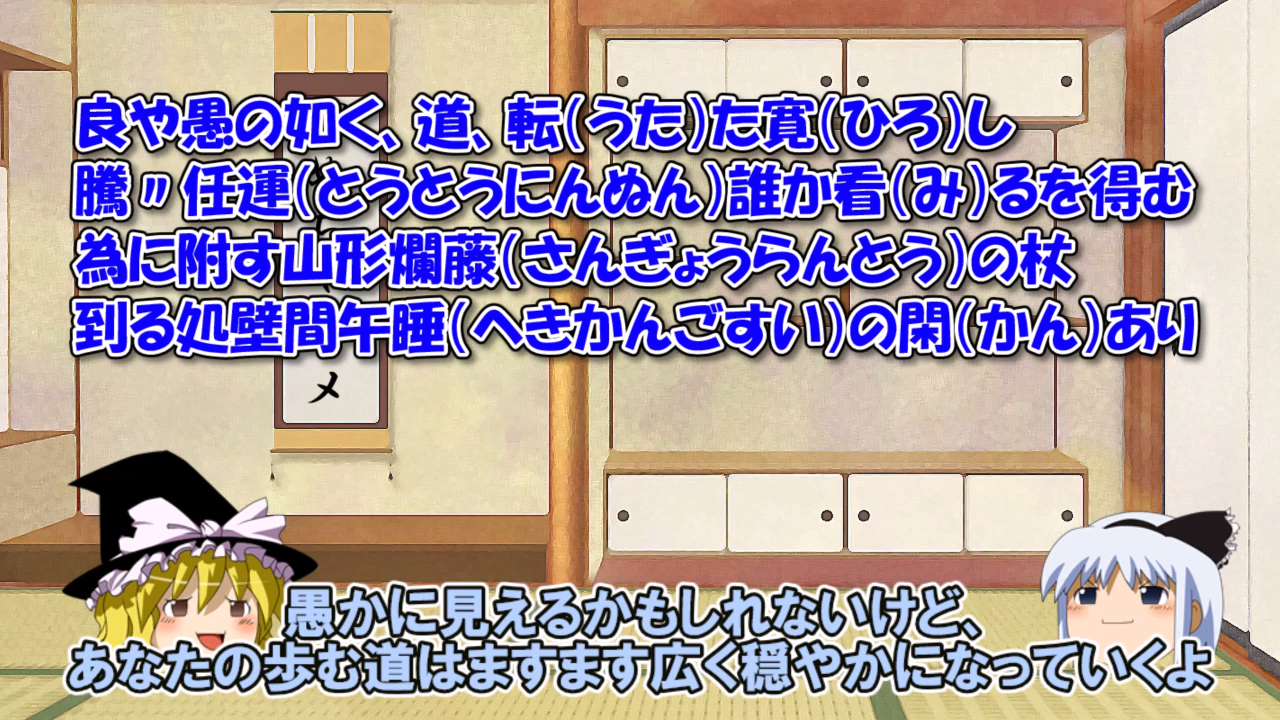 良や愚の如く、道、転(うた)た寛(ひろ)し
騰〃任運(とうとうにんぬん)誰か看(み)るを得む
為に附す山形爛藤(さんぎょうらんとう)の杖
到る処壁間午睡(へきかんごすい)の閑(かん)あり
メ
愚かに見えるかもしれないけど、
あなたの歩む道はますます広く穏やかになっていくよ